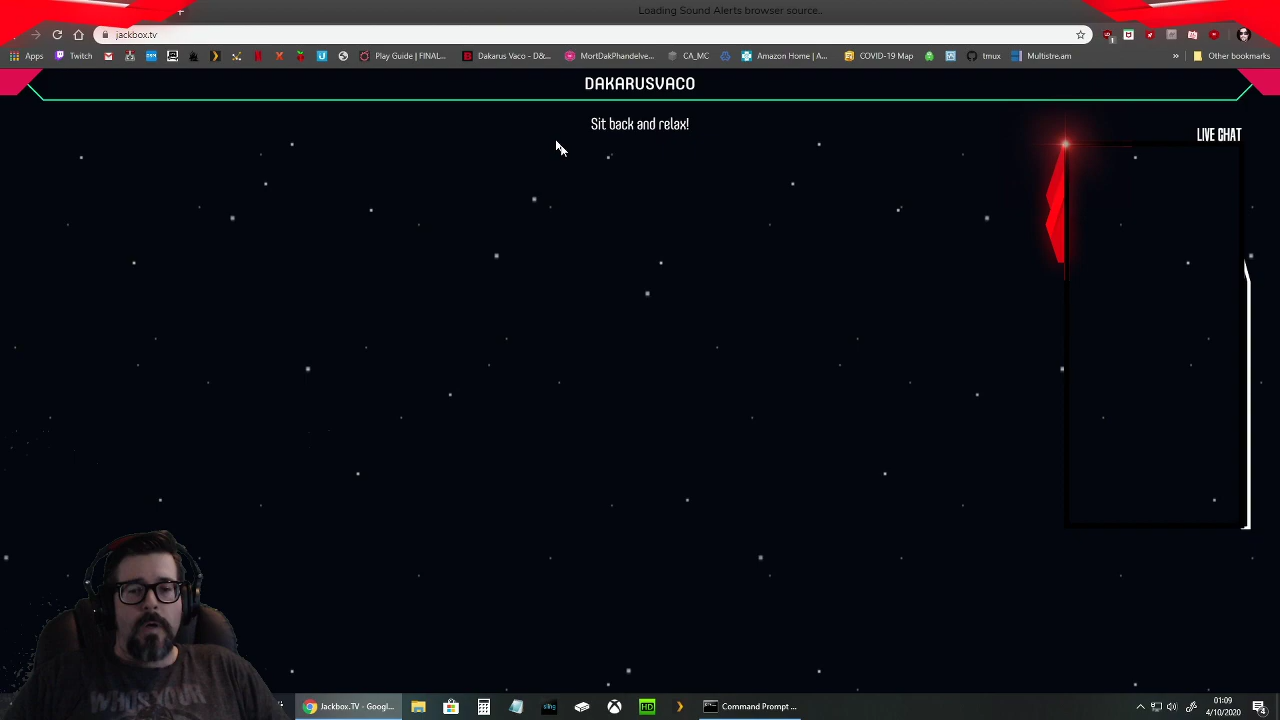 Loading Sound Alerts browser source...
jackbox.tv
Apps Twitch Play Guide | FINAL... Dakarus Vaco - D&... MortDakPhandelve... CA_MC Amazon Home | A... COVID-19 Map tmux Multistream » Other bookmarks
DAKARUSVACO
Sit back and relax!
LIVE CHAT
Jackbox.TV - Googl... sling HD Command Prompt ...
01:09
4/10/2020